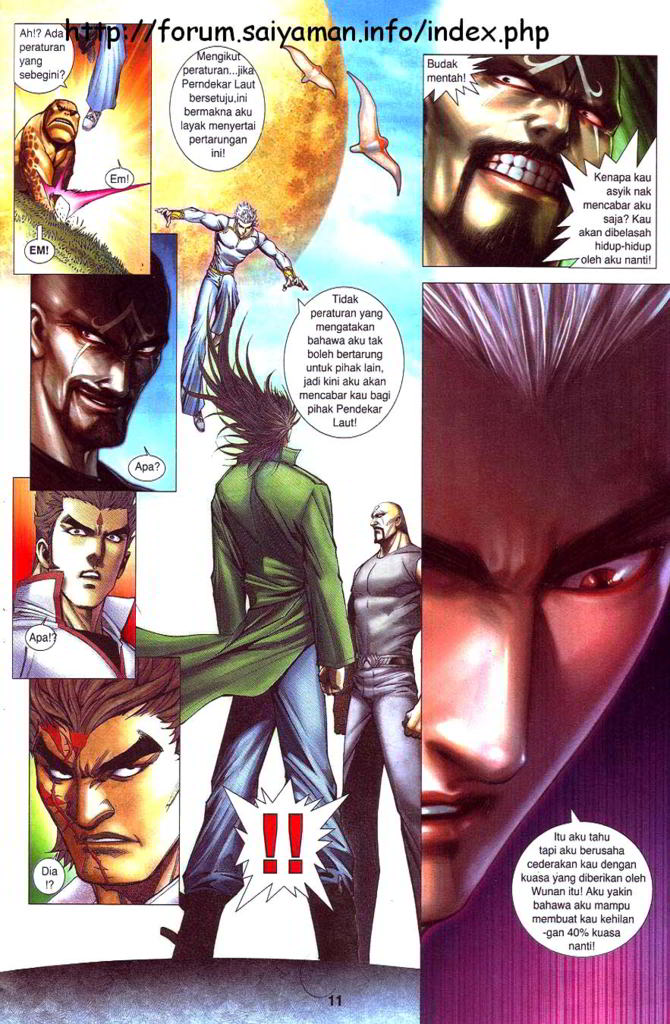 http://forum.saiyaman.info/index.php
Ah!? Ada
peraturan
yang
sebegini?
Em!
EM!
Mengikut
peraturan...jika
Perndekar Laut
bersetuju,ini
bermakna aku
layak menyertai
pertarungan
ini!
Tidak
peraturan yang
mengatakan
bahawa aku tak
boleh bertarung
untuk pihak lain,
jadi kini aku akan
mencabar kau bagi
pihak Pendekar
Laut!
Apa?
Apa!?
Dia
!?
!!
Budak
mentah!
Kenapa kau
asyik nak
mencabar aku
saja? Kau
akan dibelasah
hidup-hidup
oleh aku nanti!
Itu aku tahu
tapi aku berusaha
cederakan kau dengan
kuasa yang diberikan oleh
Wunan itu! Aku yakin
bahawa aku mampu
membuat kau kehilan
-gan 40% kuasa
nanti!
11